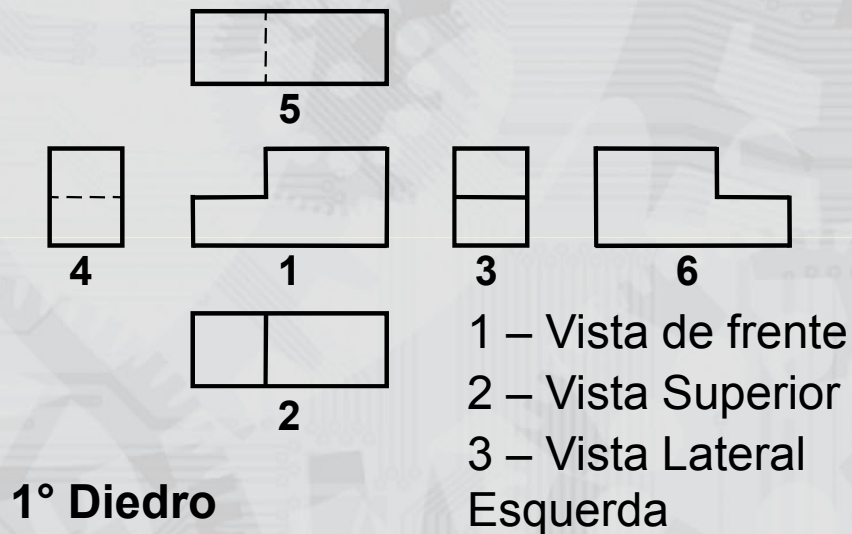 5
4
1
3
6
2
1 – Vista de frente
2 – Vista Superior
3 – Vista Lateral
Esquerda
1° Diedro